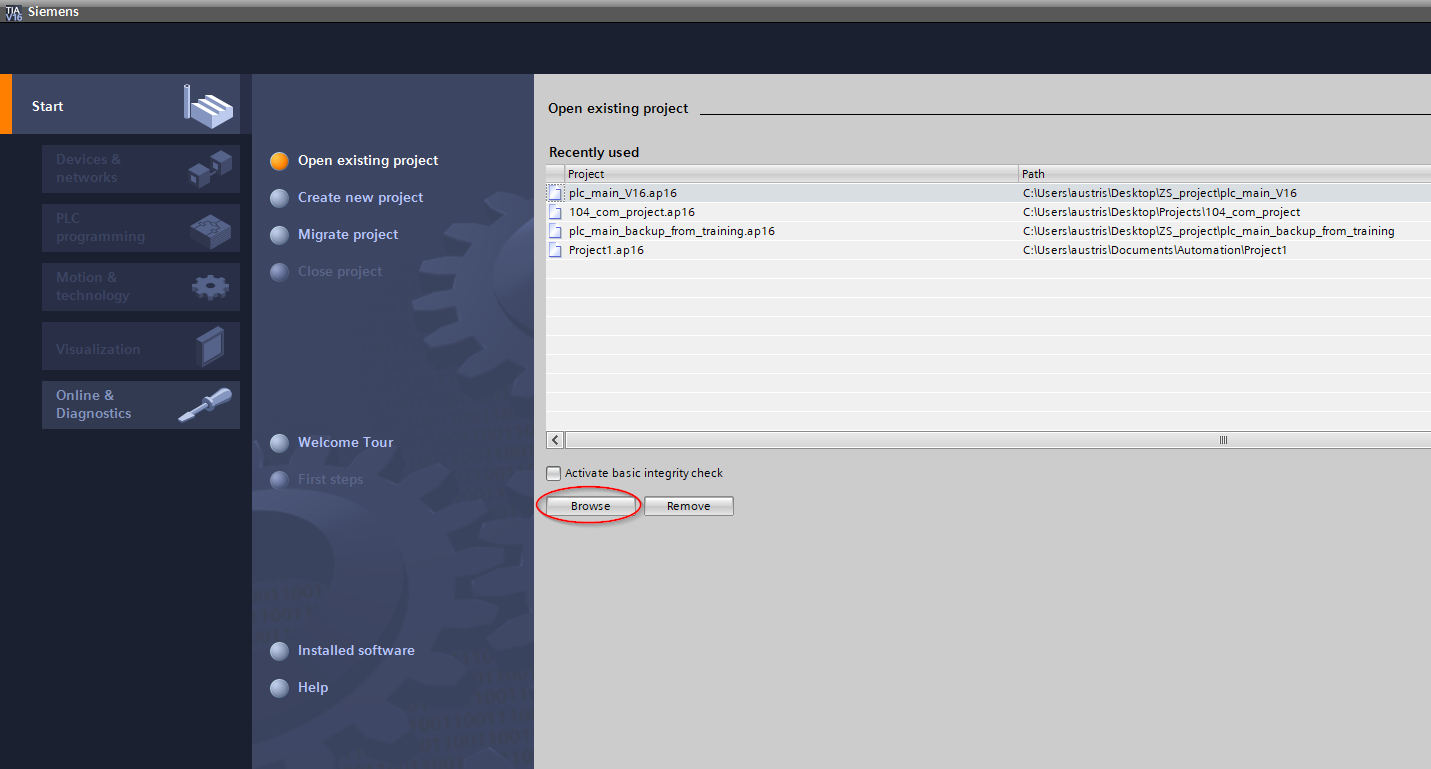 TIA
V16
Siemens
Start
Devices &
networks
PLC
programming
Motion &
technology
Visualization
Online &
Diagnostics
Open existing project
Create new project
Migrate project
Close project
Welcome Tour
First steps
Installed software
Help
Open existing project
Recently used
Project Path
plc_main_V16.ap16 C:\Users\austris\Desktop\ZS_project\plc_main_V16
104_com_project.ap16 C:\Users\austris\Desktop\Projects\104_com_project
plc_main_backup_from_training.ap16 C:\Users\austris\Desktop\ZS_project\plc_main_backup_from_training
Project1.ap16 C:\Users\austris\Documents\Automation\Project1
Activate basic integrity check
Browse Remove